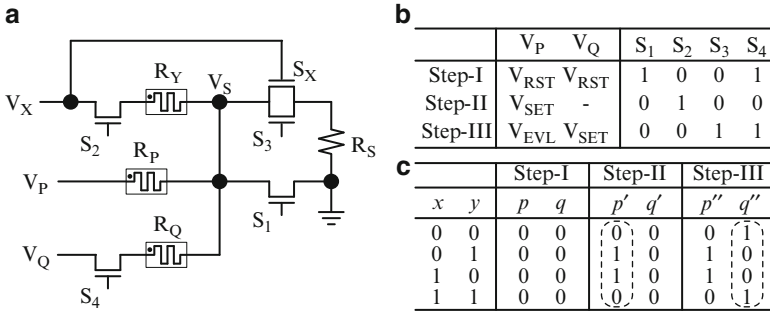 a
V_X
S_2
R_Y
V_S
S_X
S_3
R_S
V_P
R_P
S_1
V_Q
R_Q
S_4
b
V_P V_Q S_1 S_2 S_3 S_4
Step-I V_RST V_RST 1 0 0 1
Step-II V_SET - 0 1 0 0
Step-III V_EVL V_SET 0 0 1 1
c
Step-I Step-II Step-III
x y p q p′ q′ p″ q″
0 0 0 0 0 0 0 1
0 1 0 0 1 0 1 0
1 0 0 0 1 0 1 0
1 1 0 0 0 0 0 1